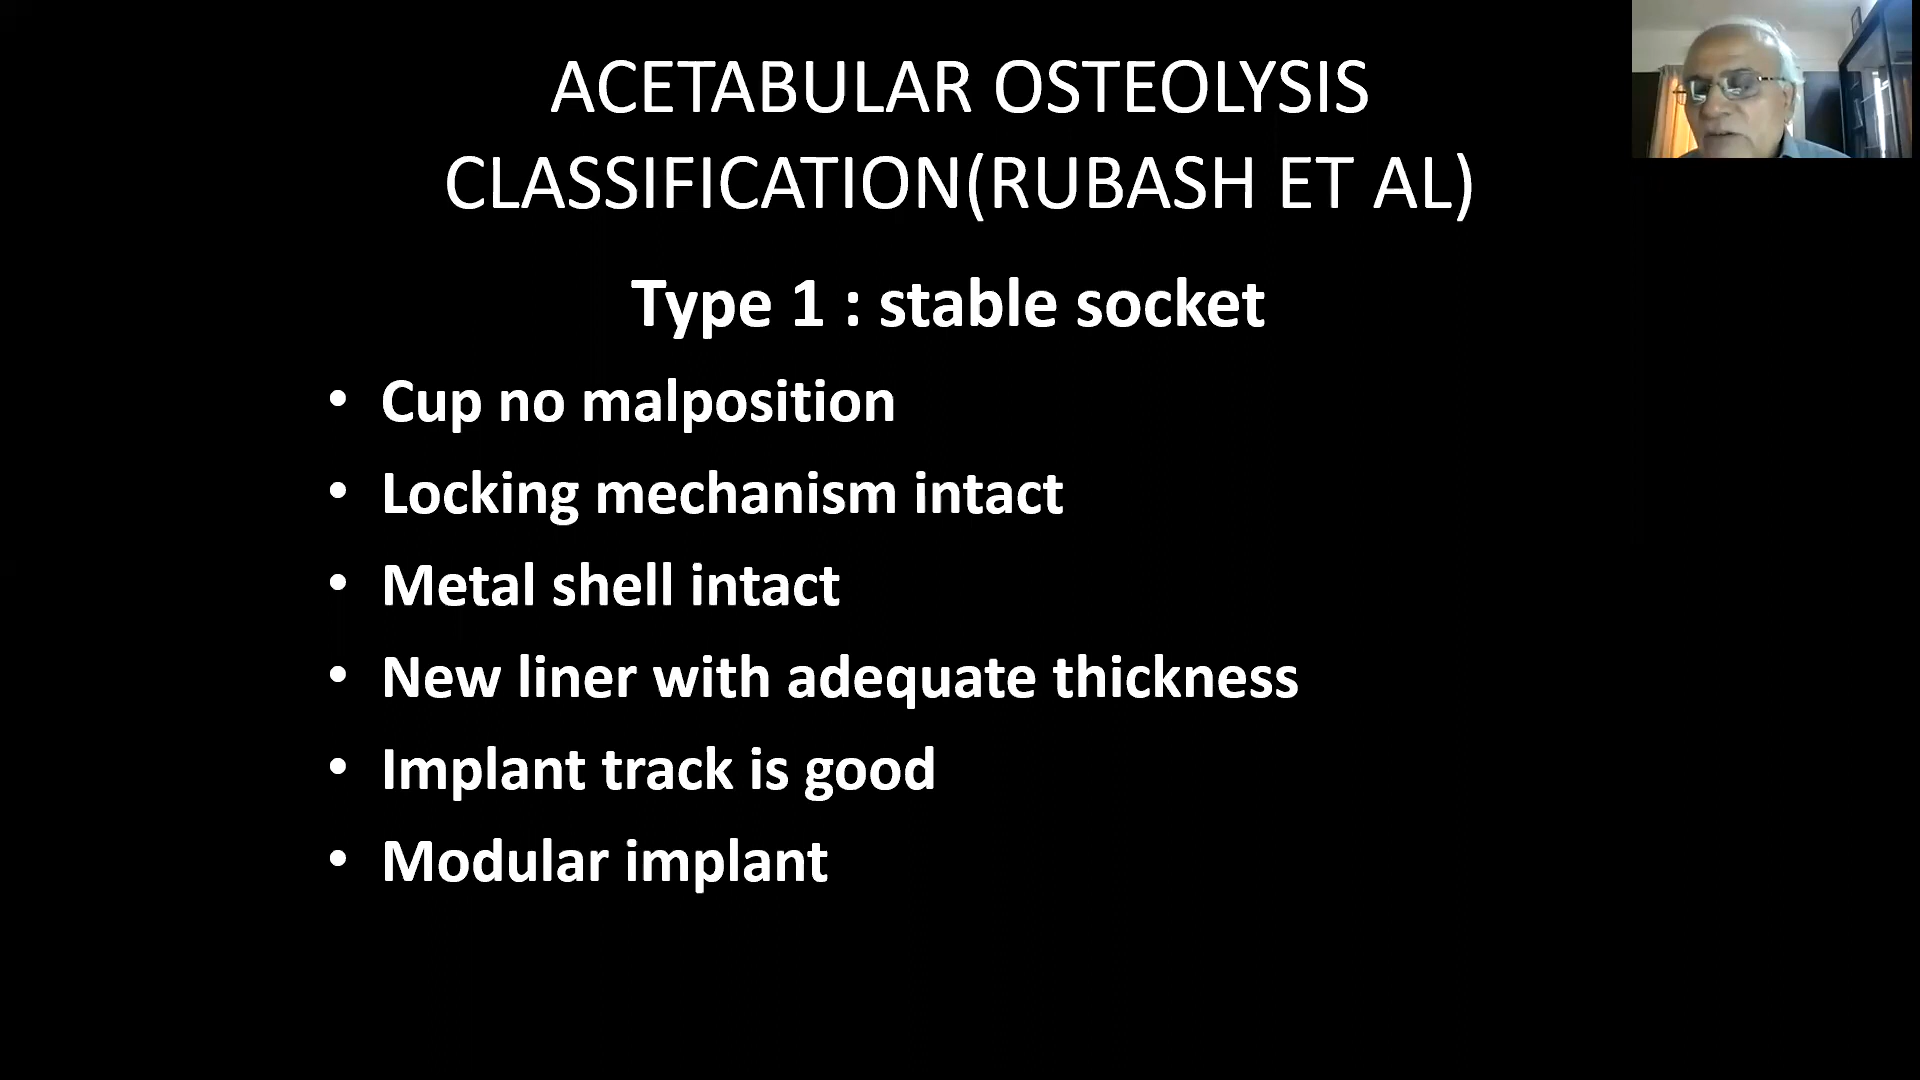 ACETABULAR OSTEOLYSIS
CLASSIFICATION(RUBASH ET AL)
Type 1 : stable socket
• Cup no malposition
• Locking mechanism intact
• Metal shell intact
• New liner with adequate thickness
• Implant track is good
• Modular implant